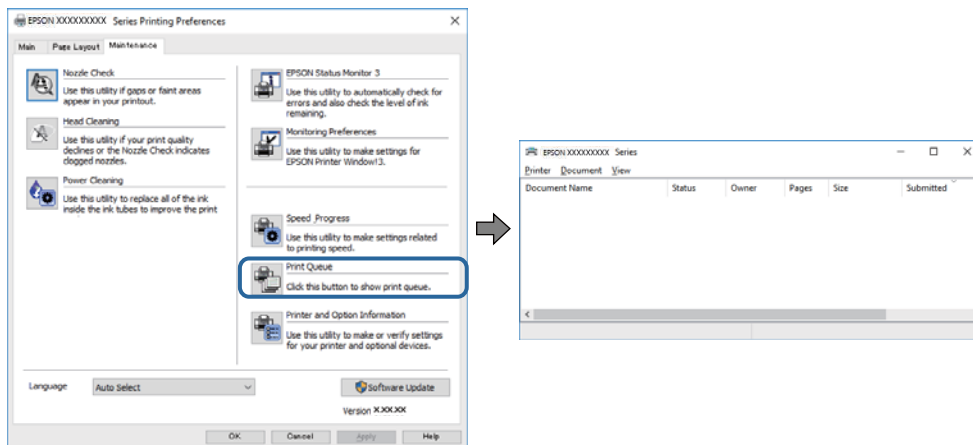 EPSON XXXXXXXXX Series Printing Preferences
Main Page Layout Maintenance
Nozzle Check
Use this utility if gaps or faint areas
appear in your printout.
Head Cleaning
Use this utility if your print quality
declines or the Nozzle Check indicates
clogged nozzles.
Power Cleaning
Use this utility to replace all of the ink
inside the ink tubes to improve the print
EPSON Status Monitor 3
Use this utility to automatically check for
errors and also check the level of ink
remaining.
Monitoring Preferences
Use this utility to make settings for
EPSON Printer Window!3.
Speed Progress
Use this utility to make settings related
to printing speed.
Print Queue
Click this button to show print queue.
Printer and Option Information
Use this utility to make or verify settings
for your printer and optional devices.
Language Auto Select
Software Update
Version X.XX.XX
OK Cancel Apply Help
EPSON XXXXXXXXX Series
Printer Document View
Document Name Status Owner Pages Size Submitted